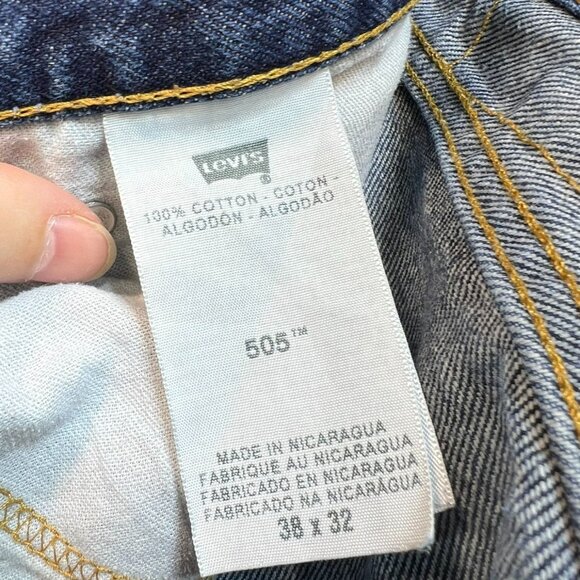 Levi's
®
100% COTTON - COTON -
ALGODÓN - ALGODÃO
505™
MADE IN NICARAGUA
FABRIQUE AU NICARAGUA
FABRICADO EN NICARAGUA
FABRICADO NA NICARÁGUA
38 x 32